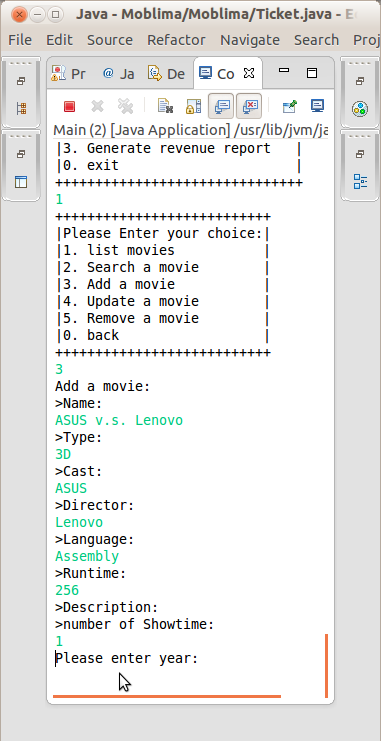 Java - Moblima/Moblima/Ticket.java - E
File Edit Source Refactor Navigate Search Proj
Pr Ja De Co
Main (2) [Java Application] /usr/lib/jvm/ja
|3. Generate revenue report |
|0. exit |
+++++++++++++++++++++++++++++++
1
+++++++++++++++++++++++++++
|Please Enter your choice:|
|1. list movies |
|2. Search a movie |
|3. Add a movie |
|4. Update a movie |
|5. Remove a movie |
|0. back |
+++++++++++++++++++++++++++
3
Add a movie:
>Name:
ASUS v.s. Lenovo
>Type:
3D
>Cast:
ASUS
>Director:
Lenovo
>Language:
Assembly
>Runtime:
256
>Description:
>number of Showtime:
1
Please enter year: